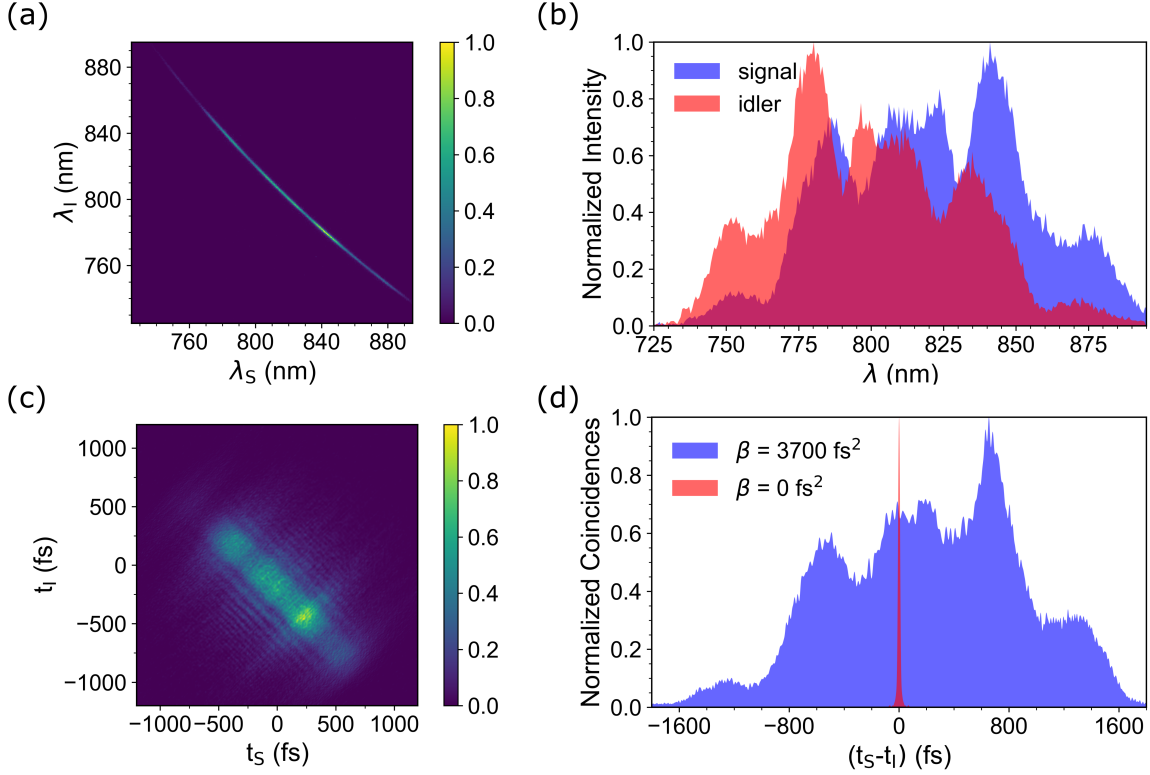 (a)
880
840
800
760
λI (nm)
760 800 840 880
λS (nm)
1.0
0.8
0.6
0.4
0.2
0.0
(b)
1.0
0.8
0.6
0.4
0.2
0.0
Normalized Intensity
signal
idler
725 750 775 800 825 850 875
λ (nm)
(c)
1000
500
0
−500
−1000
tI (fs)
−1000 −500 0 500 1000
tS (fs)
1.0
0.8
0.6
0.4
0.2
0.0
(d)
1.0
0.8
0.6
0.4
0.2
0.0
Normalized Coincidences
β = 3700 fs²
β = 0 fs²
−1600 −800 0 800 1600
(tS-tI) (fs)